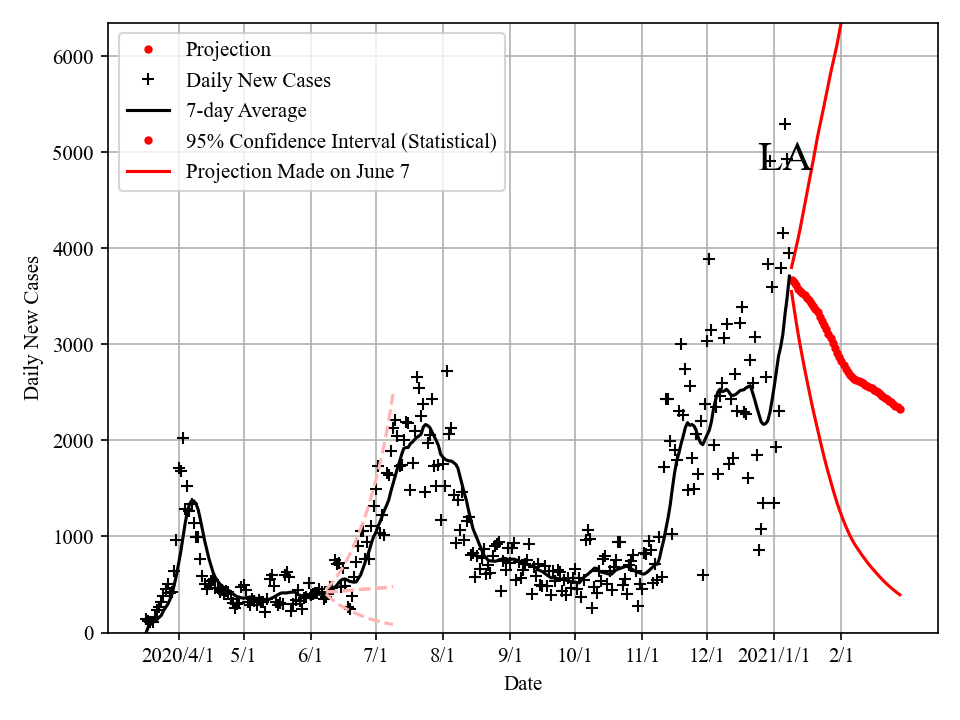 6000
5000
4000
3000
2000
1000
0
Daily New Cases
Projection
Daily New Cases
7-day Average
95% Confidence Interval (Statistical)
Projection Made on June 7
LA
2020/4/1 5/1 6/1 7/1 8/1 9/1 10/1 11/1 12/1 2021/1/1 2/1
Date